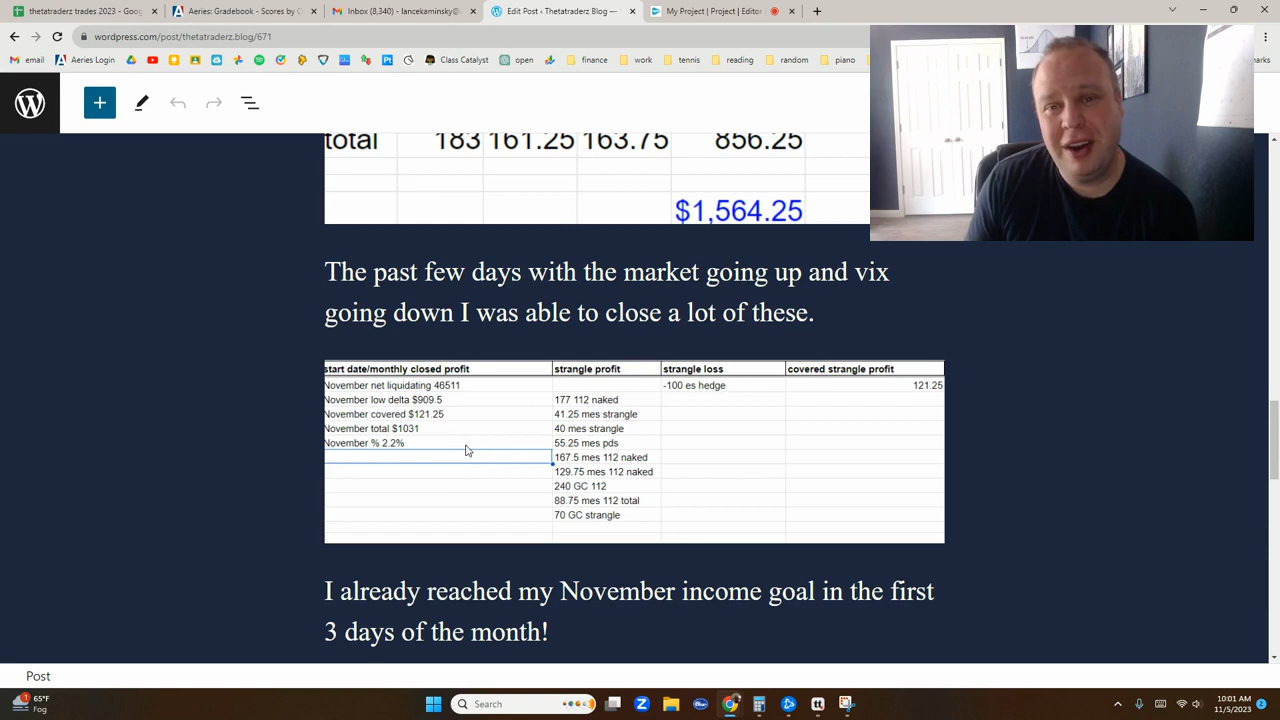 thetatraderz trades 2023 - Goog
Aeries: Gradebook - Scores by C
Inbox (8,340) - lancekaminsky@
Edit Post ‹ Thetatraderz Blog —
My Project | Project | Editor
wordpress.com/post/thetatraderz.blog/671
email
Aeries Login
Class Catalyst
open
finance
work
tennis
reading
random
piano
total 183 161.25 163.75 856.25
$1,564.25
The past few days with the market going up and vix
going down I was able to close a lot of these.
start date/monthly closed profit strangle profit strangle loss covered strangle profit
November net liquidating 46511 -100 es hedge 121.25
November low delta $909.5 177 112 naked
November covered $121.25 41.25 mes strangle
November total $1031 40 mes strangle
November % 2.2% 55.25 mes pds
167.5 mes 112 naked
129.75 mes 112 naked
240 GC 112
88.75 mes 112 total
70 GC strangle
I already reached my November income goal in the first
3 days of the month!
Post
65°F
Fog
Search
10:01 AM
11/5/2023